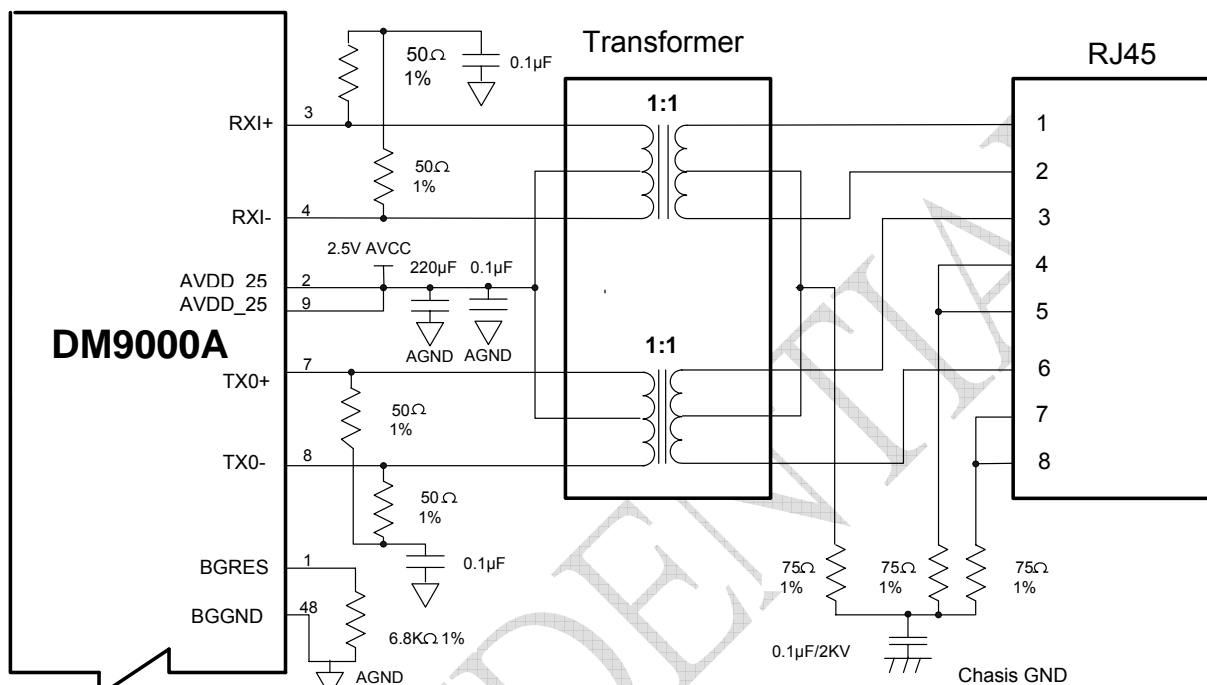 Transformer
RJ45
50Ω
1%
0.1µF
1:1
RXI+
3
1
50Ω
1%
2
RXI-
4
3
2.5V AVCC
4
220µF
0.1µF
AVDD_25
2
AVDD_25
9
5
DM9000A
AGND
AGND
1:1
6
TX0+
7
50Ω
1%
7
TX0-
8
8
50Ω
1%
0.1µF
BGRES
1
75Ω
1%
75Ω
1%
75Ω
1%
BGGND
48
6.8KΩ 1%
AGND
0.1µF/2KV
Chasis GND